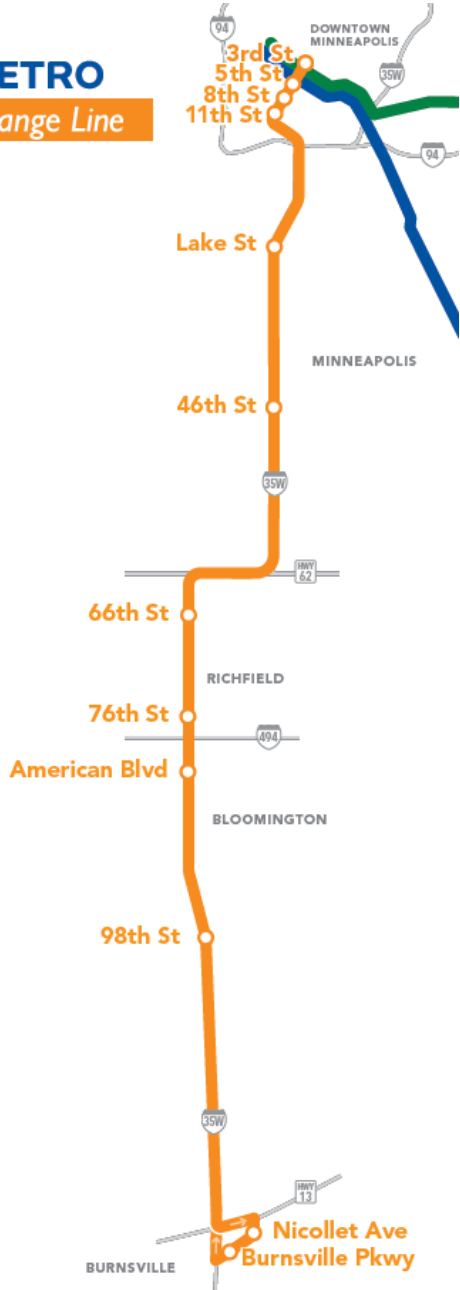 94
DOWNTOWN
MINNEAPOLIS
3rd St
ETRO
5th St
35W
8th St
ange Line
11th St
94
Lake St
MINNEAPOLIS
46th St
35W
HWY
62
66th St
RICHFIELD
76th St
494
American Blvd
BLOOMINGTON
98th St
35W
HWY
13
Nicollet Ave
Burnsville Pkwy
BURNSVILLE